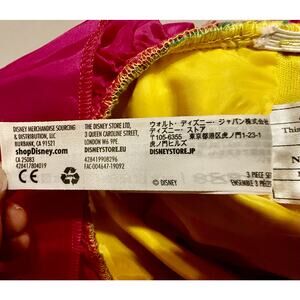 DISNEY MERCHANDISE SOURCING
& DISTRIBUTION, LLC
BURBANK, CA 91521
shopDisney.com
CA 25083
428417804019
THE DISNEY STORE LTD,
3 QUEEN CAROLINE STREET,
LONDON W6 9PE.
DISNEYSTORE.EU
428419908296
FAC-004647-19092
ウォルト・ディズニー・ジャパン株式会社
ディズニー・ストア
〒105-6355 東京都港区虎ノ門1-23-1
虎ノ門ヒルズ
DISNEYSTORE.JP
CE
© DISNEY
3 PIECE SET
ENSEMBLE 3 PIÈCES